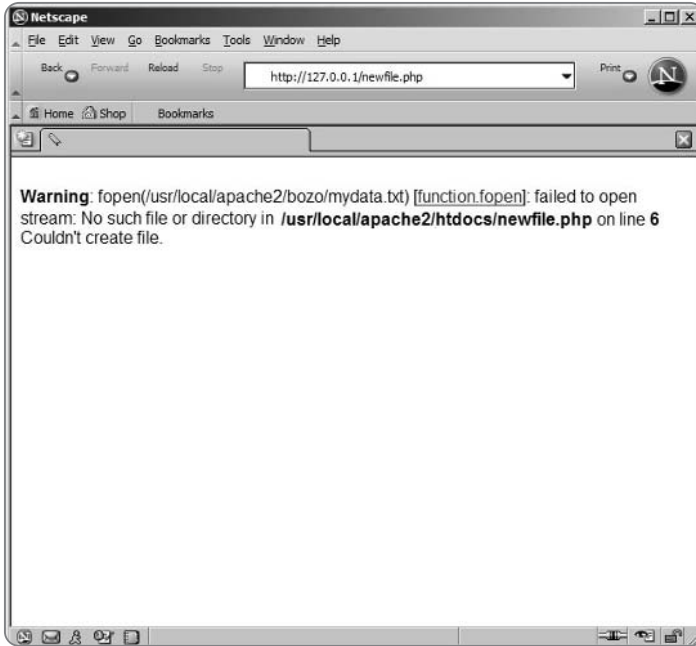 Netscape
File Edit View Go Bookmarks Tools Window Help
Back Forward Reload Stop http://127.0.0.1/newfile.php Print N
Home Shop Bookmarks
Warning: fopen(/usr/local/apache2/bozo/mydata.txt) [function.fopen]: failed to open
stream: No such file or directory in /usr/local/apache2/htdocs/newfile.php on line 6
Couldn't create file.